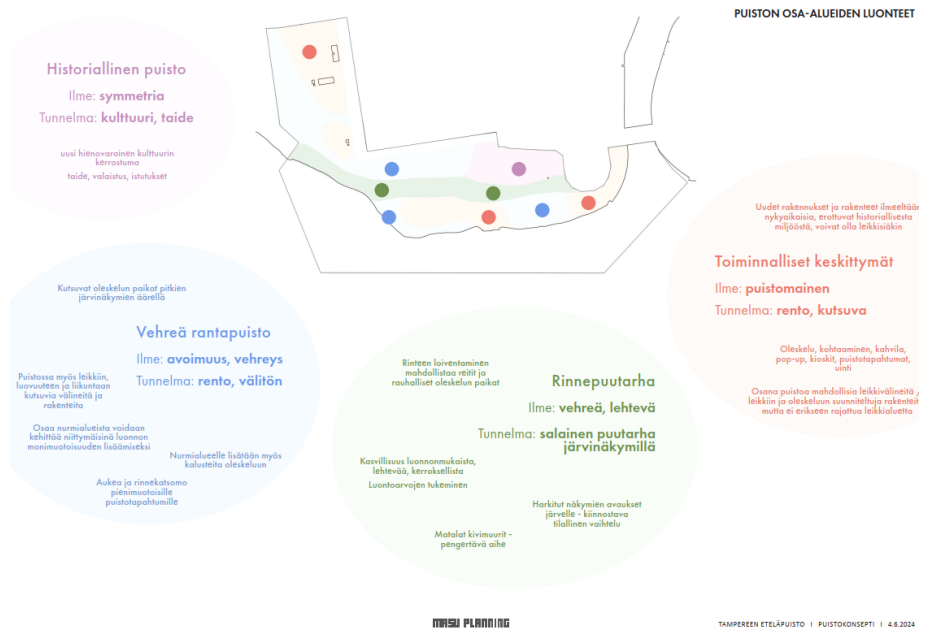 PUISTON OSA-ALUEIDEN LUONTEET
Historiallinen puisto
Ilme: symmetria
Tunnelma: kulttuuri, taide
uusi hienovarainen kulttuurin
kerrostuma
taide, valaistus, istutukset
Kutsuvat oleskelun paikat pitkien
järvinäkymien äärellä
Vehreä rantapuisto
Ilme: avoimuus, vehreys
Tunnelma: rento, välitön
Puistossa myös leikkiin,
luovuuteen ja liikuntaan
kutsuvia välineitä ja
rakenteita
Osaa nurmialueista voidaan
kehittää niittymäisinä luonnon
monimuotoisuuden lisäämiseksi
Nurmialueelle lisätään myös
kalusteita oleskeluun
Aukea ja rinnekatsomo
pienimuotoisille
puistotapahtumille
Rinteen loiventaminen
mahdollistaa reitit ja
rauhalliset oleskelun paikat
Rinnepuutarha
Ilme: vehreä, lehtevä
Tunnelma: salainen puutarha
järvinäkymillä
Kasvillisuus luonnonmukaista,
lehtevää, kerroksellista
Luontoarvojen tukeminen
Harkitut näkymien avaukset
järvelle - kiinnostava
tilallinen vaihtelu
Matalat kivimuurit -
pengertävä aihe
Uudet rakennukset ja rakenteet ilmeeltään
nykyaikaisia, erottuvat historiallisesta
miljööstä, voivat olla leikkisiäkin
Toiminnalliset keskittymät
Ilme: puistomainen
Tunnelma: rento, kutsuva
Oleskelu, kohtaaminen, kahvila,
pop-up, kioskit, puistotapahtumat,
uinti
Osana puistoa mahdollisia leikkivälineitä /
leikkiin ja oleskeluun suunniteltuja rakenteit
mutta ei erikseen rajattua leikkialuetta
MASU PLANNING
TAMPEREEN ETELÄPUISTO I PUISTOKONSEPTI I 4.6.2024